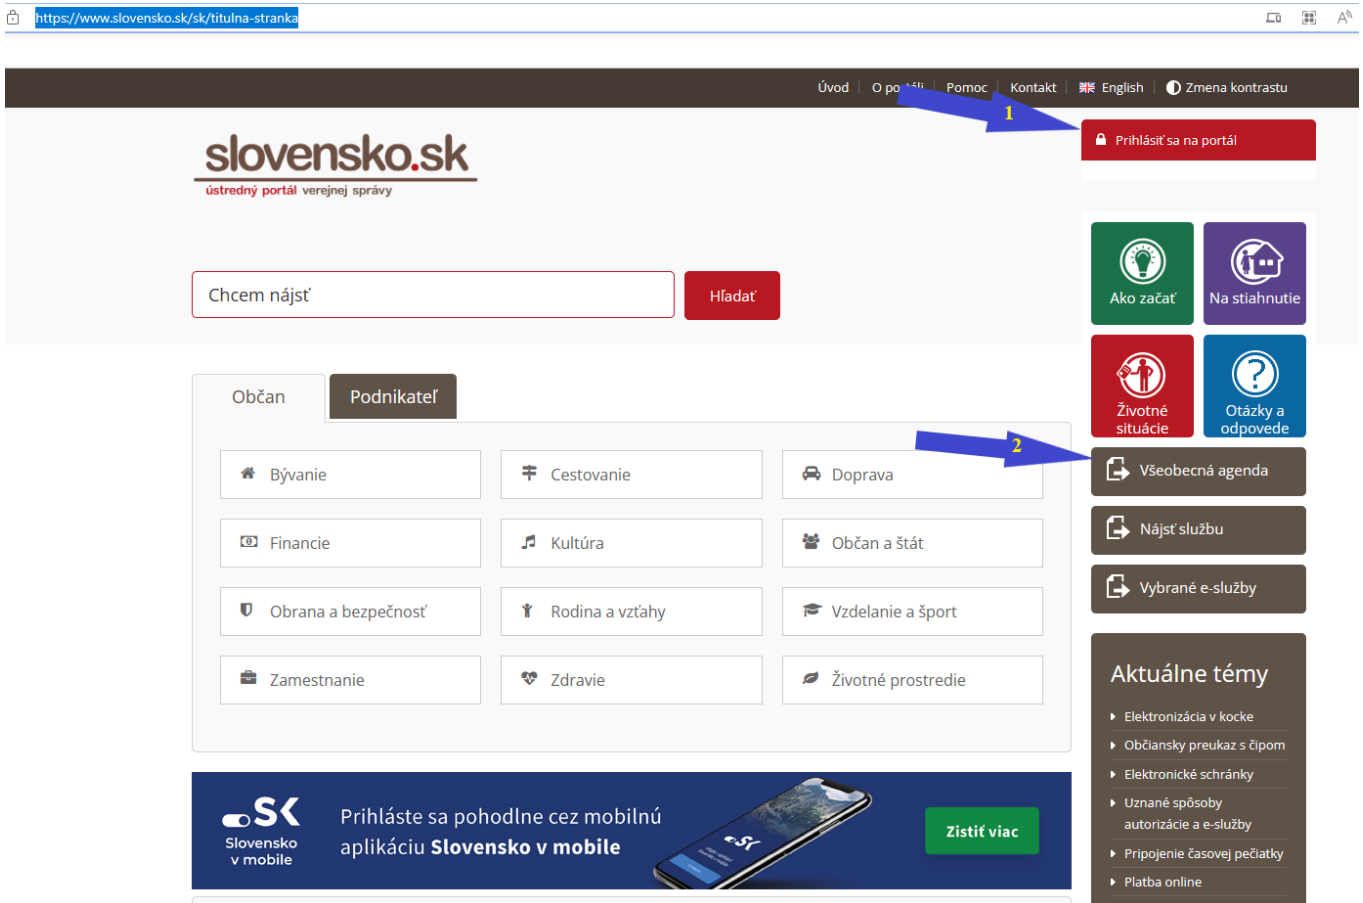 https://www.slovensko.sk/sk/titulna-stranka
Úvod
O portáli
Pomoc
Kontakt
English
Zmena kontrastu
1
Prihlásiť sa na portál
slovensko.sk
ústredný portál verejnej správy
Chcem nájsť
Hľadať
Ako začať
Na stiahnutie
Životné situácie
Otázky a odpovede
Občan
Podnikateľ
2
Všeobecná agenda
Nájsť službu
Vybrané e-služby
Bývanie
Cestovanie
Doprava
Financie
Kultúra
Občan a štát
Obrana a bezpečnosť
Rodina a vzťahy
Vzdelanie a šport
Zamestnanie
Zdravie
Životné prostredie
Aktuálne témy
Elektronizácia v kocke
Občiansky preukaz s čipom
Elektronické schránky
Uznané spôsoby
autorizácie a e-služby
Pripojenie časovej pečiatky
Platba online
SK
Slovensko
v mobile
Prihláste sa pohodlne cez mobilnú
aplikáciu Slovensko v mobile
Zistiť viac